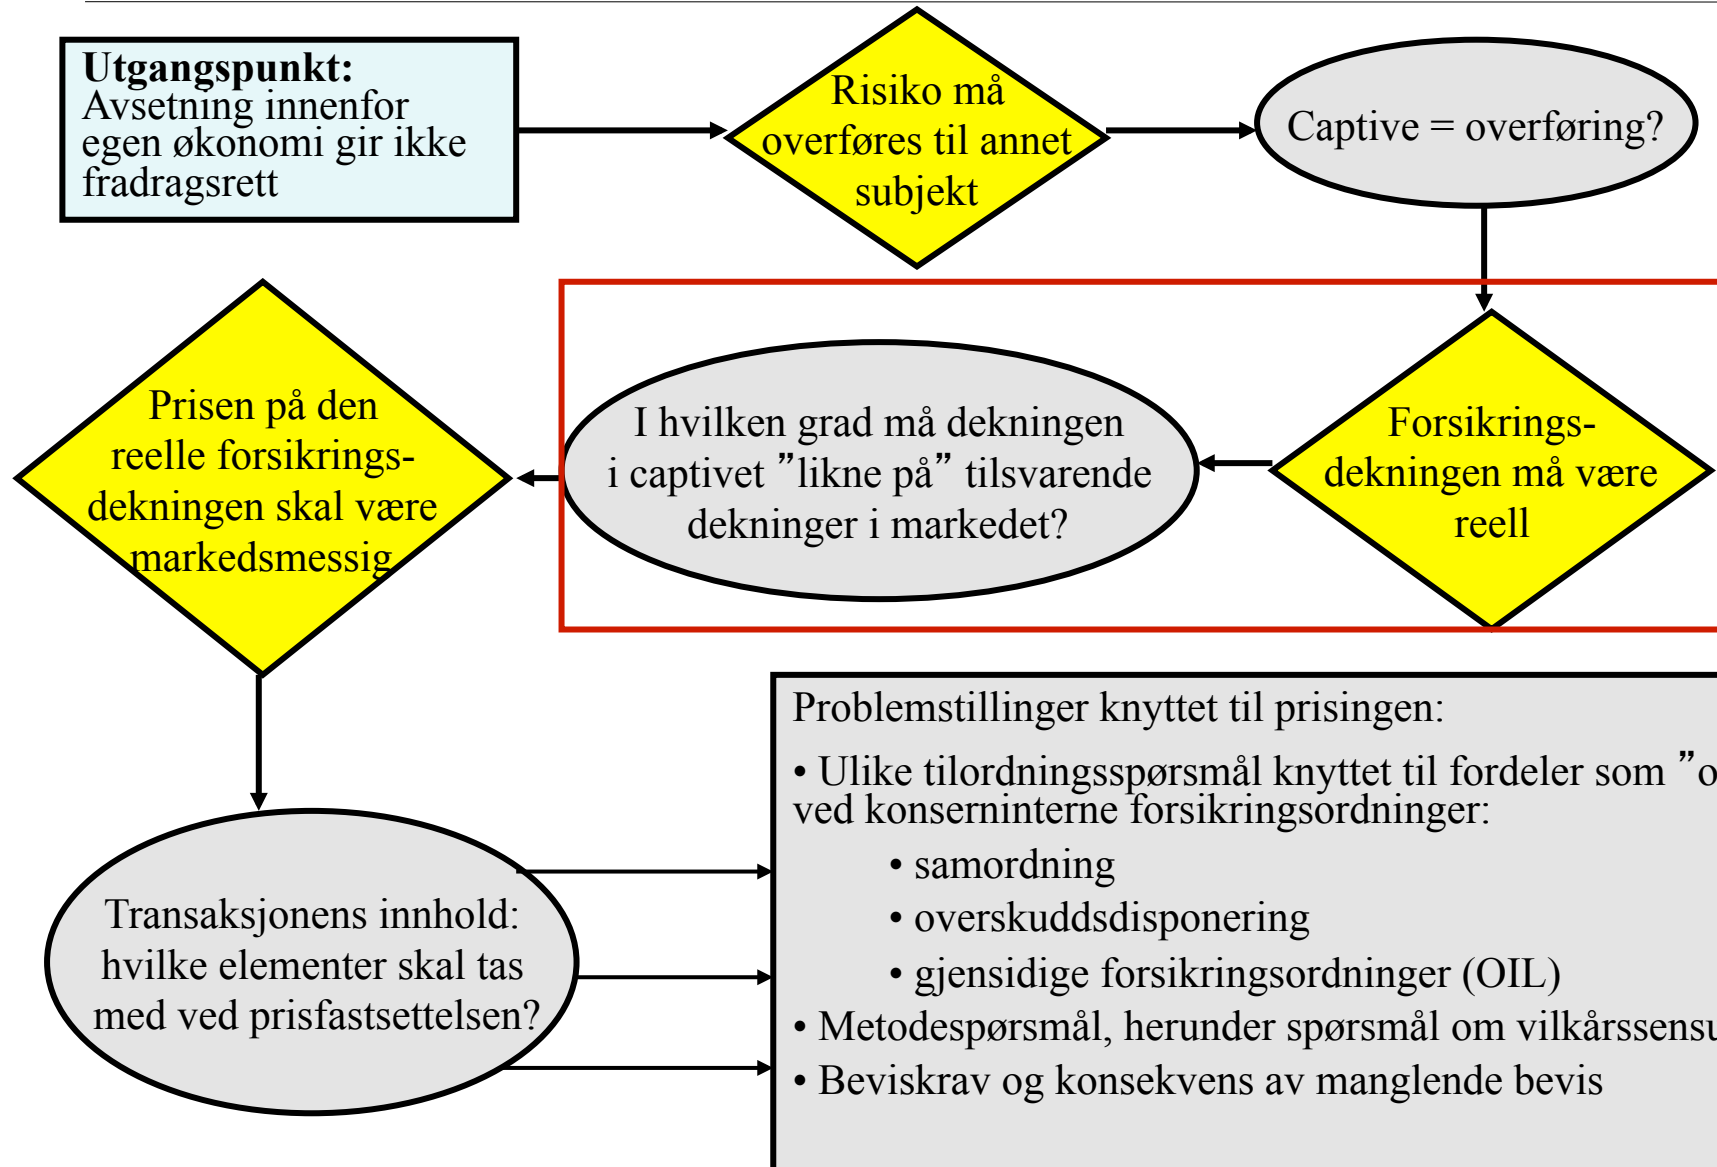 Utgangspunkt:
Avsetning innenfor
egen økonomi gir ikke
fradragsrett
Risiko må
overføres til annet
subjekt
Captive = overføring?
Forsikrings-
dekningen må være
reell
I hvilken grad må dekningen
i captivet ”likne på” tilsvarende
dekninger i markedet?
Prisen på den
reelle forsikrings-
dekningen skal være
markedsmessig
Transaksjonens innhold:
hvilke elementer skal tas
med ved prisfastsettelsen?
Problemstillinger knyttet til prisingen:
• Ulike tilordningsspørsmål knyttet til fordeler som
ved konserninterne forsikringsordninger:
• samordning
• overskuddsdisponering
• gjensidige forsikringsordninger (OIL)
• Metodespørsmål, herunder spørsmål om
• Beviskrav og konsekvens av manglende bevis